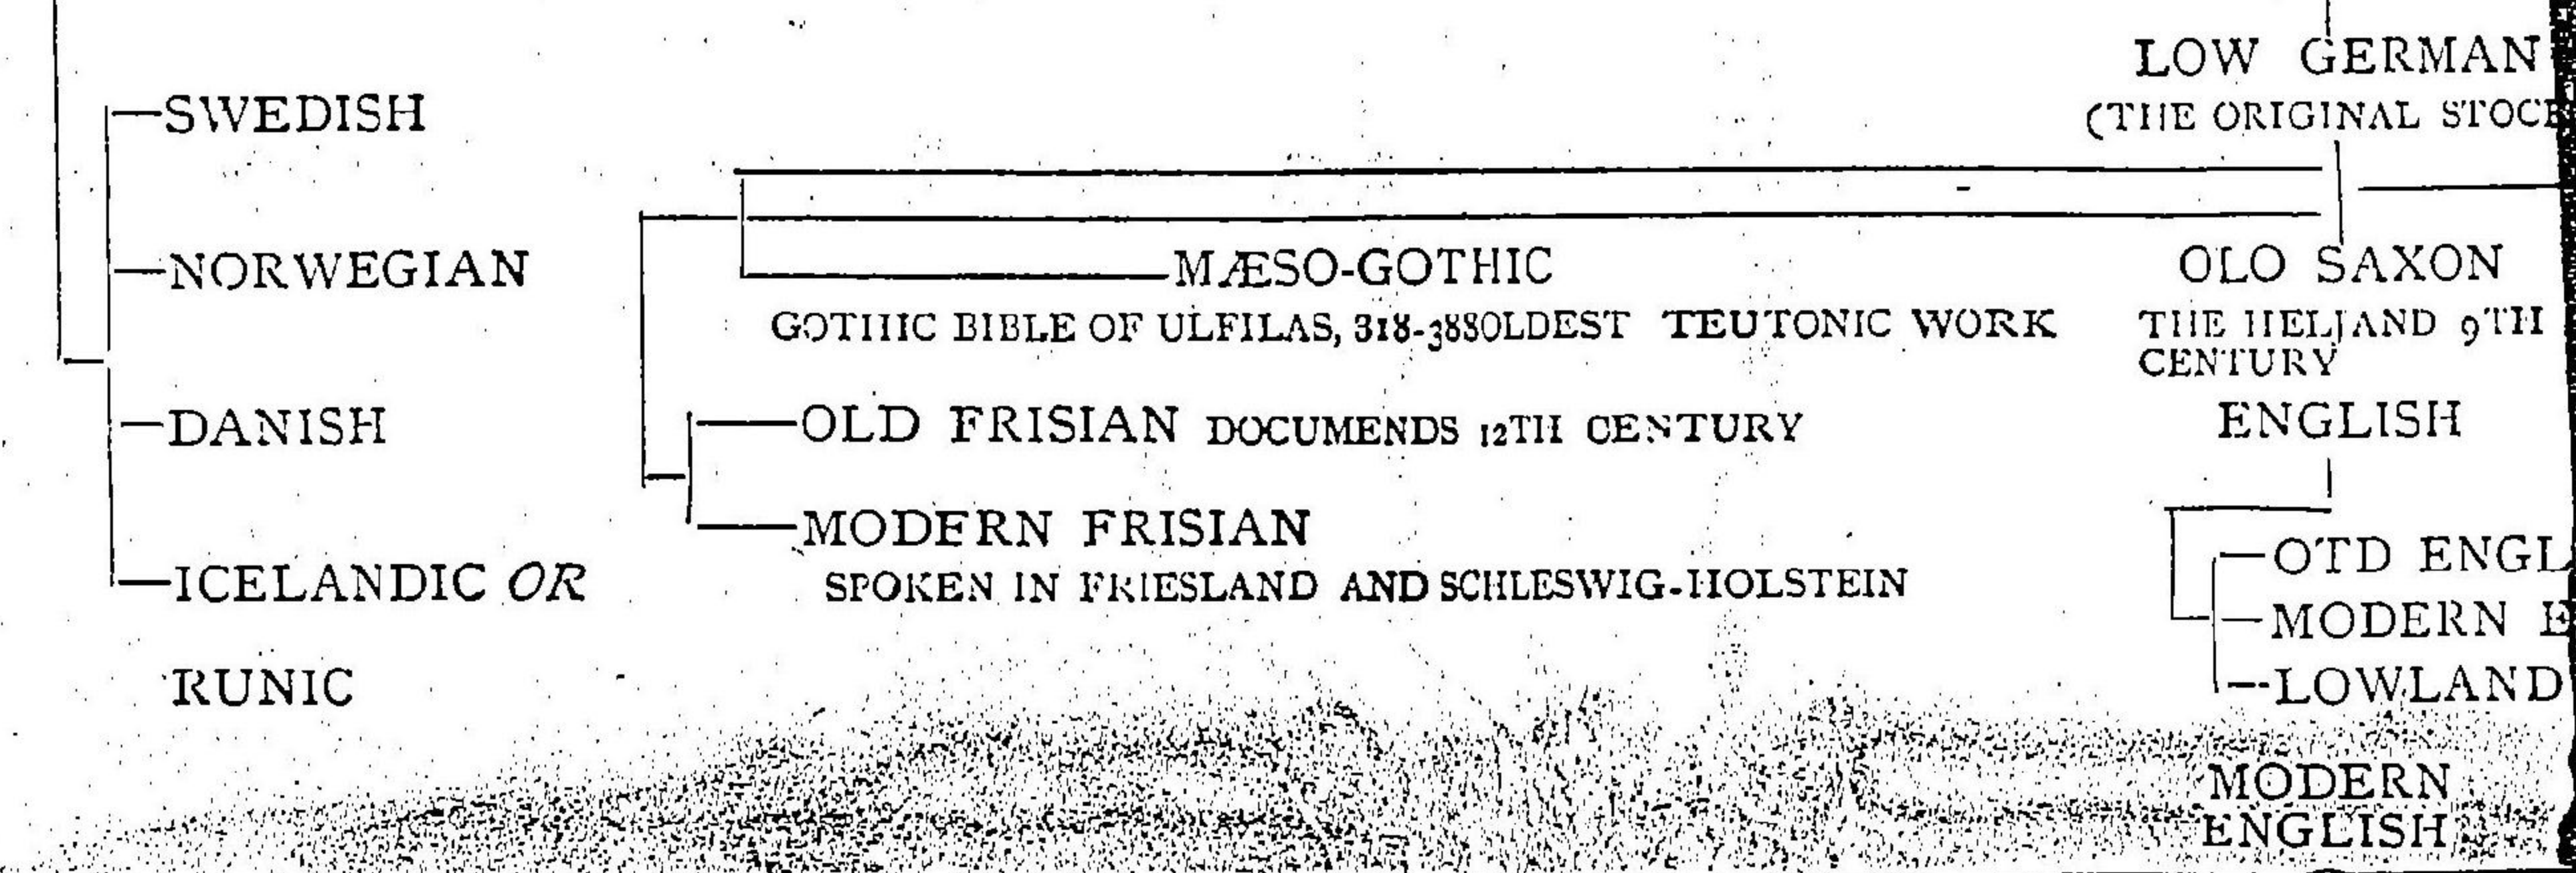 LOW GERMAN
(THE ORIGINAL
SWEDISH
NORWEGIAN
DANISH
ICELANDIC OR
RUNIC
MÆSO-GOTHIC
GOTHIC BIBLE OF ULFILAS, 318-388OLDEST TEUTONIC WORK
OLD FRISIAN DOCUMENDS 12TH CENTURY
MODERN FRISIAN
SPOKEN IN FRIESLAND AND SCHLESWIG-HOLSTEIN
OLO SAXON
THE HELJAND 9TH
CENTURY
ENGLISH
OTD ENGL
MODERN E
LOWLAND
MODERN
ENGLISH